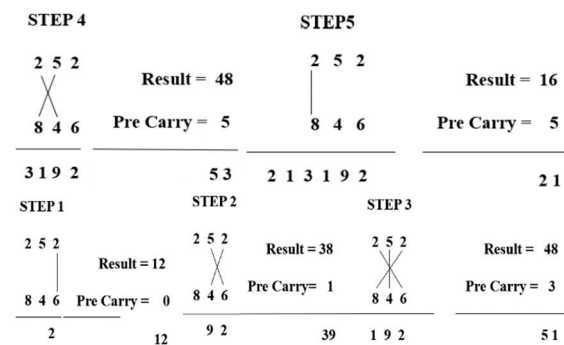 STEP 4
2 5 2
Result = 48
8 4 6
Pre Carry = 5
3 1 9 2
5 3
STEP5
2 5 2
Result = 16
8 4 6
Pre Carry = 5
2 1 3 1 9 2
2 1
STEP 1
2 5 2
Result = 12
8 4 6
Pre Carry = 0
2
12
STEP 2
2 5 2
Result = 38
8 4 6
Pre Carry= 1
9 2
39
STEP 3
2 5 2
Result = 48
8 4 6
Pre Carry = 3
1 9 2
5 1